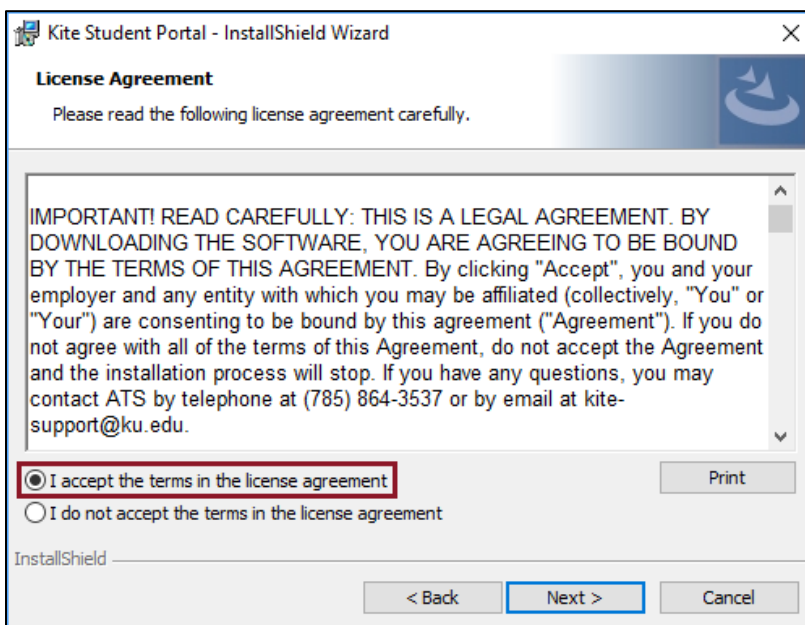 Kite Student Portal - InstallShield Wizard
License Agreement
Please read the following license agreement carefully.
IMPORTANT! READ CAREFULLY: THIS IS A LEGAL AGREEMENT. BY
DOWNLOADING THE SOFTWARE, YOU ARE AGREEING TO BE BOUND
BY THE TERMS OF THIS AGREEMENT. By clicking "Accept", you and your
employer and any entity with which you may be affiliated (collectively, "You" or
"Your") are consenting to be bound by this agreement ("Agreement"). If you do
not agree with all of the terms of this Agreement, do not accept the Agreement
and the installation process will stop. If you have any questions, you may
contact ATS by telephone at (785) 864-3537 or by email at kite-
support@ku.edu.
I accept the terms in the license agreement
Print
I do not accept the terms in the license agreement
InstallShield
< Back
Next >
Cancel